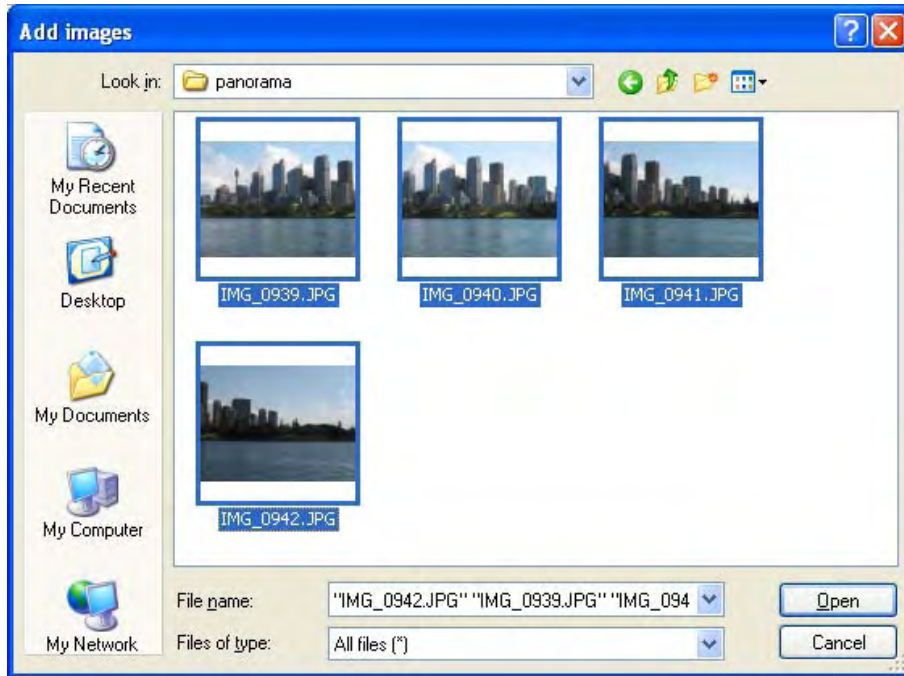 Add images
Look in:
panorama
My Recent
Documents
Desktop
My Documents
My Computer
My Network
IMG_0939.JPG
IMG_0940.JPG
IMG_0941.JPG
IMG_0942.JPG
File name:
"IMG_0942.JPG" "IMG_0939.JPG" "IMG_094
Open
Files of type:
All files (*)
Cancel